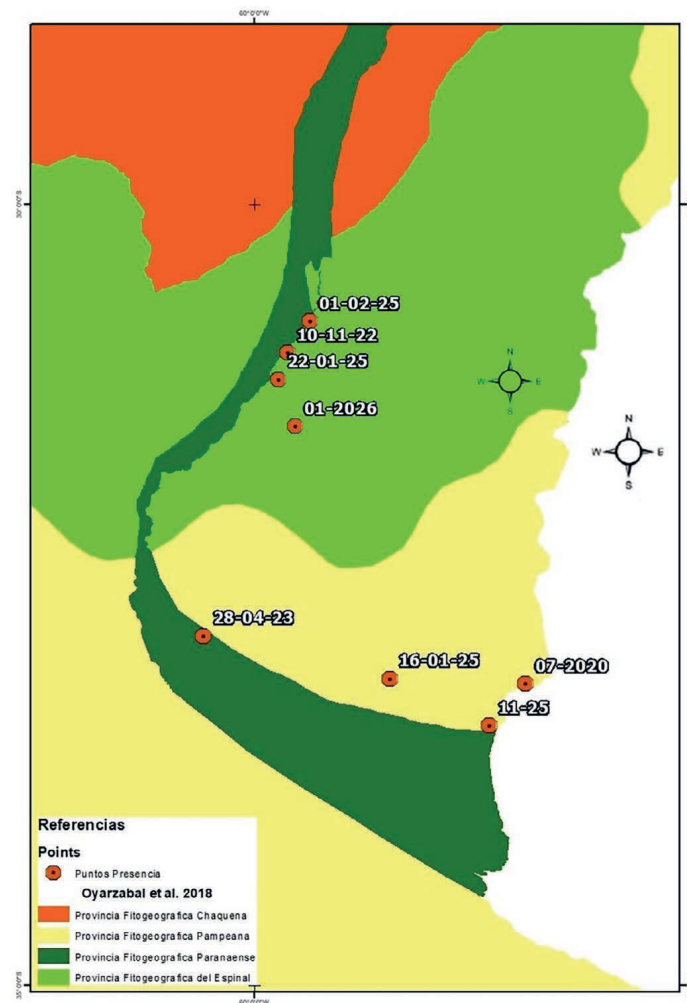 60°0'0"W
30°0'0"S
01-02-25
10-11-22
22-01-25
01-2026
N
W E
S
N
W E
S
28-04-23
16-01-25
07-2020
11-25
Referencias
Points
Puntos Presencia
Oyarzabal et al. 2018
Provincia Fitogeografica Chaquena
Provincia Fitogeografica Pampeana
Provincia Fitogeografica Paranaense
Provincia Fitogeografica del Espinal
35°0'0"S
60°0'0"W